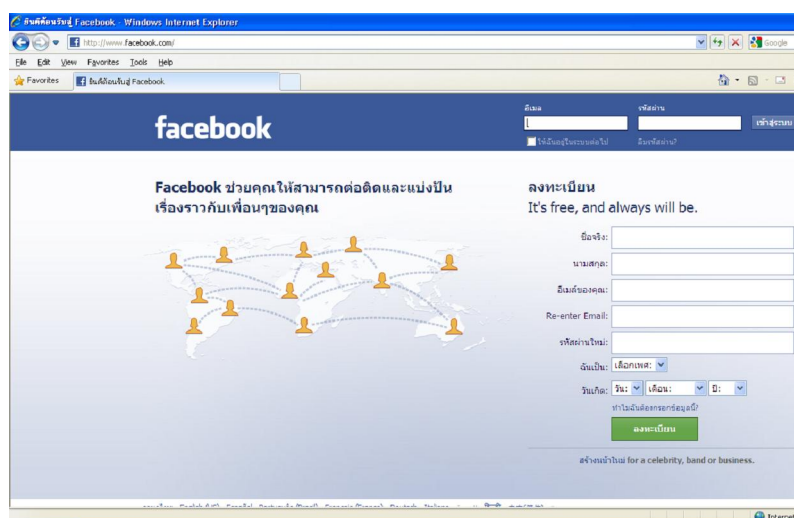 ยินดีต้อนรับสู่ Facebook - Windows Internet Explorer
http://www.facebook.com/
Google
File Edit View Favorites Tools Help
Favorites
ยินดีต้อนรับสู่ Facebook
facebook
อีเมล
รหัสผ่าน
เข้าสู่ระบบ
ให้ฉันอยู่ในระบบต่อไป
ลืมรหัสผ่าน?
Facebook ช่วยคุณให้สามารถต่อติดและแบ่งปัน
เรื่องราวกับเพื่อนๆของคุณ
ลงทะเบียน
It's free, and always will be.
ชื่อจริง:
นามสกุล:
อีเมล์ของคุณ:
Re-enter Email:
รหัสผ่านใหม่:
ฉันเป็น: เลือกเพศ:
วันเกิด: วัน: เดือน: ปี:
ทำไมฉันต้องกรอกข้อมูลนี้?
ลงทะเบียน
สร้างหน้าใหม่ for a celebrity, band or business.
Internet